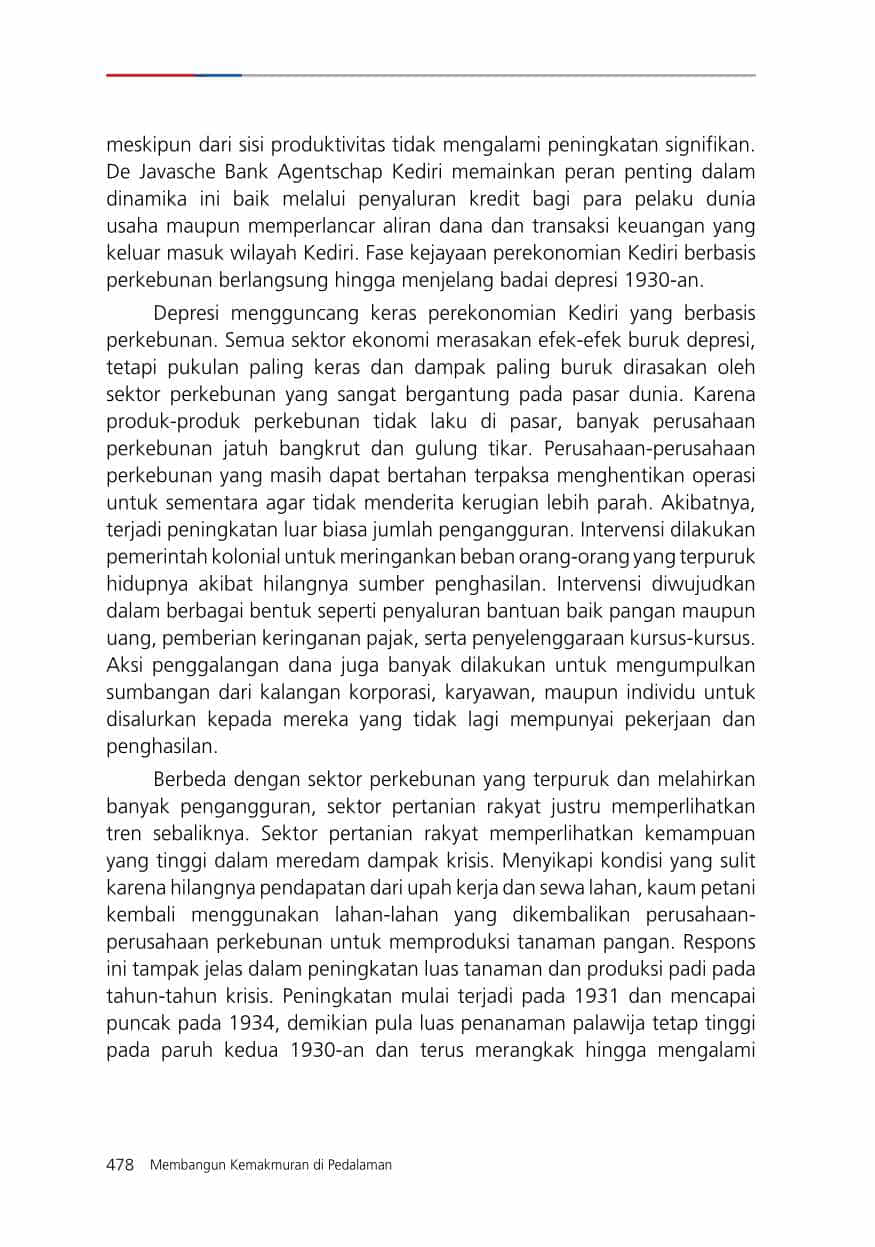 meskipun dari sisi produktivitas tidak mengalami peningkatan signifikan.
De Javasche Bank Agentschap Kediri memainkan peran penting dalam
dinamika ini baik melalui penyaluran kredit bagi para pelaku dunia
usaha maupun memperlancar aliran dana dan transaksi keuangan yang
keluar masuk wilayah Kediri. Fase kejayaan perekonomian Kediri berbasis
perkebunan berlangsung hingga menjelang badai depresi 1930-an.
Depresi mengguncang keras perekonomian Kediri yang berbasis
perkebunan. Semua sektor ekonomi merasakan efek-efek buruk depresi,
tetapi pukulan paling keras dan dampak paling buruk dirasakan oleh
sektor perkebunan yang sangat bergantung pada pasar dunia. Karena
produk-produk perkebunan tidak laku di pasar, banyak perusahaan
perkebunan jatuh bangkrut dan gulung tikar. Perusahaan-perusahaan
perkebunan yang masih dapat bertahan terpaksa menghentikan operasi
untuk sementara agar tidak menderita kerugian lebih parah. Akibatnya,
terjadi peningkatan luar biasa jumlah pengangguran. Intervensi dilakukan
pemerintah kolonial untuk meringankan beban orang-orang yang terpuruk
hidupnya akibat hilangnya sumber penghasilan. Intervensi diwujudkan
dalam berbagai bentuk seperti penyaluran bantuan baik pangan maupun
uang, pemberian keringanan pajak, serta penyelenggaraan kursus-kursus.
Aksi penggalangan dana juga banyak dilakukan untuk mengumpulkan
sumbangan dari kalangan korporasi, karyawan, maupun individu untuk
disalurkan kepada mereka yang tidak lagi mempunyai pekerjaan dan
penghasilan.
Berbeda dengan sektor perkebunan yang terpuruk dan melahirkan
banyak pengangguran, sektor pertanian rakyat justru memperlihatkan
tren sebaliknya. Sektor pertanian rakyat memperlihatkan kemampuan
yang tinggi dalam meredam dampak krisis. Menyikapi kondisi yang sulit
karena hilangnya pendapatan dari upah kerja dan sewa lahan, kaum petani
kembali menggunakan lahan-lahan yang dikembalikan perusahaan-
perusahaan perkebunan untuk memproduksi tanaman pangan. Respons
ini tampak jelas dalam peningkatan luas tanaman dan produksi padi pada
tahun-tahun krisis. Peningkatan mulai terjadi pada 1931 dan mencapai
puncak pada 1934, demikian pula luas penanaman palawija tetap tinggi
pada paruh kedua 1930-an dan terus merangkak hingga mengalami
478 Membangun Kemakmuran di Pedalaman